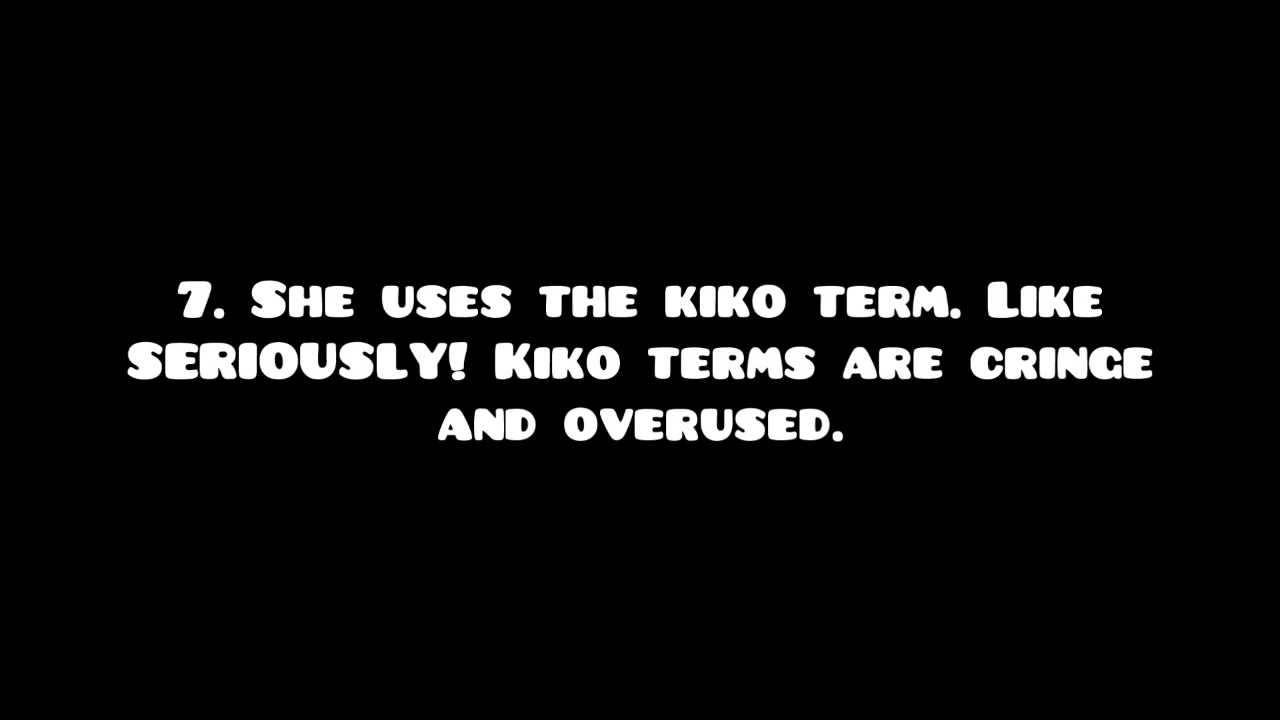 7. She uses the kiko term. Like
SERIOUSLY! Kiko terms are cringe
and overused.